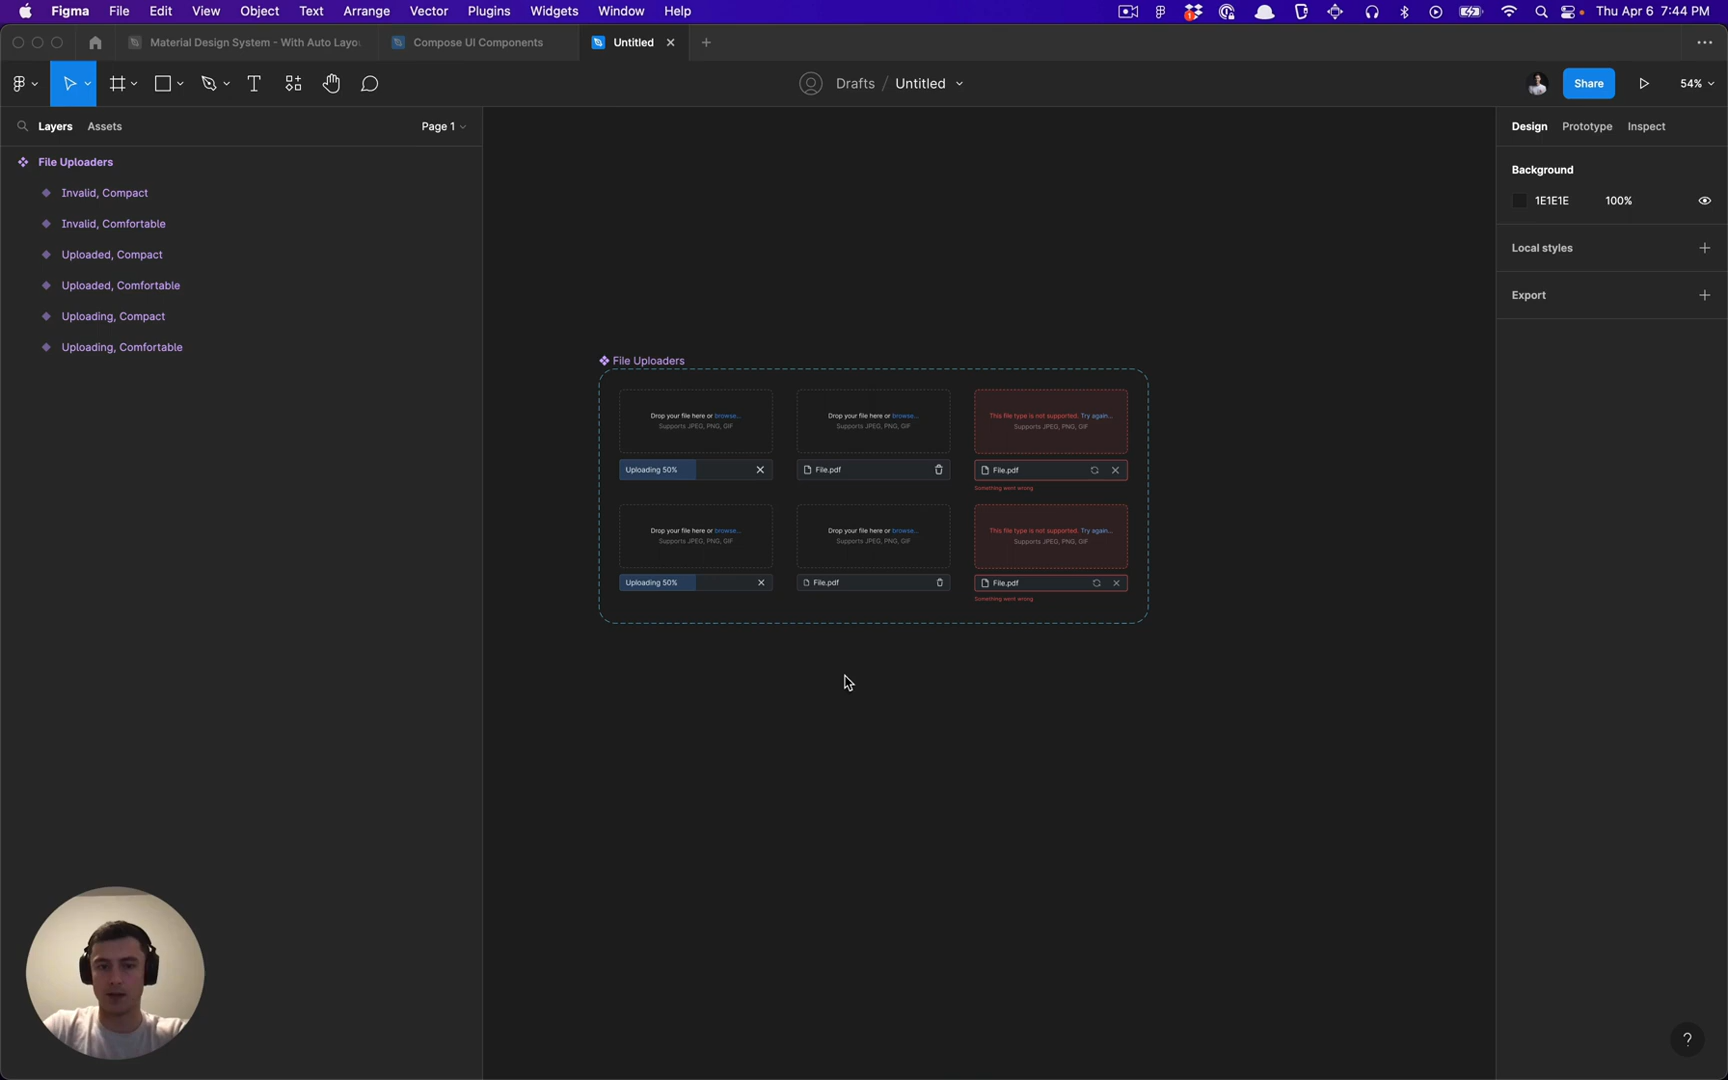 Figma File Edit View Object Text Arrange Vector Plugins Widgets Window Help Thu Apr 6 7:44 PM
Material Design System - With Auto Layou Compose UI Components Untitled
Drafts / Untitled Share 54%
Layers Assets Page 1 Design Prototype Inspect
File Uploaders
Invalid, Compact
Invalid, Comfortable
Uploaded, Compact
Uploaded, Comfortable
Uploading, Compact
Uploading, Comfortable
File Uploaders
Drop your file here or browse... Drop your file here or browse... This file type is not supported. Try again...
Supports JPEG, PNG, GIF Supports JPEG, PNG, GIF Supports JPEG, PNG, GIF
Uploading 50% File.pdf File.pdf
Something went wrong
Drop your file here or browse... Drop your file here or browse... This file type is not supported. Try again...
Supports JPEG, PNG, GIF Supports JPEG, PNG, GIF Supports JPEG, PNG, GIF
Uploading 50% File.pdf File.pdf
Something went wrong
Background
1E1E1E 100%
Local styles
Export
?